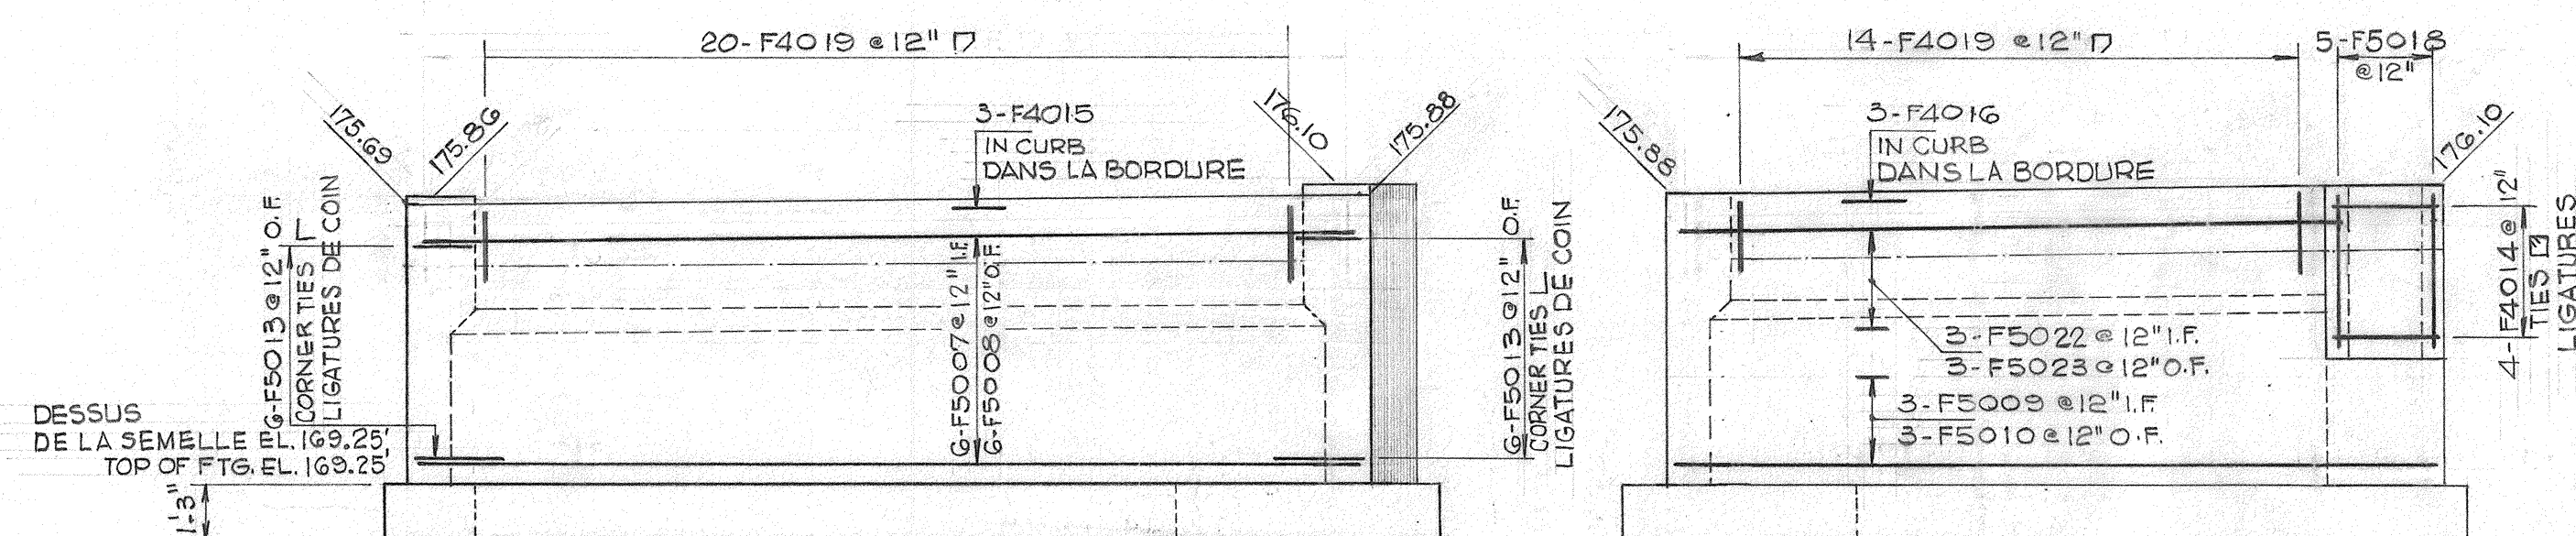 20-F4019 @ 12" ⊓
175.69
175.86
3-F4015
IN CURB
DANS LA BORDURE
176.10
175.88
6-F5013 @ 12" O.F.
CORNER TIES L
LIGATURES DE COIN
6-F5007 @ 12" I.F.
6-F5008 @ 12" O.F.
6-F5013 @ 12" O.F.
CORNER TIES L
LIGATURES DE COIN
DESSUS
DE LA SEMELLE EL. 169.25'
TOP OF FTG. EL. 169.25'
1'-3"
14-F4019 @ 12" ⊓
5-F5018
@ 12"
175.88
3-F4016
IN CURB
DANS LA BORDURE
176.10
3-F5022 @ 12" I.F.
3-F5023 @ 12" O.F.
3-F5009 @ 12" I.F.
3-F5010 @ 12" O.F.
4-F4014 @ 12"
TIES
LIGATURES